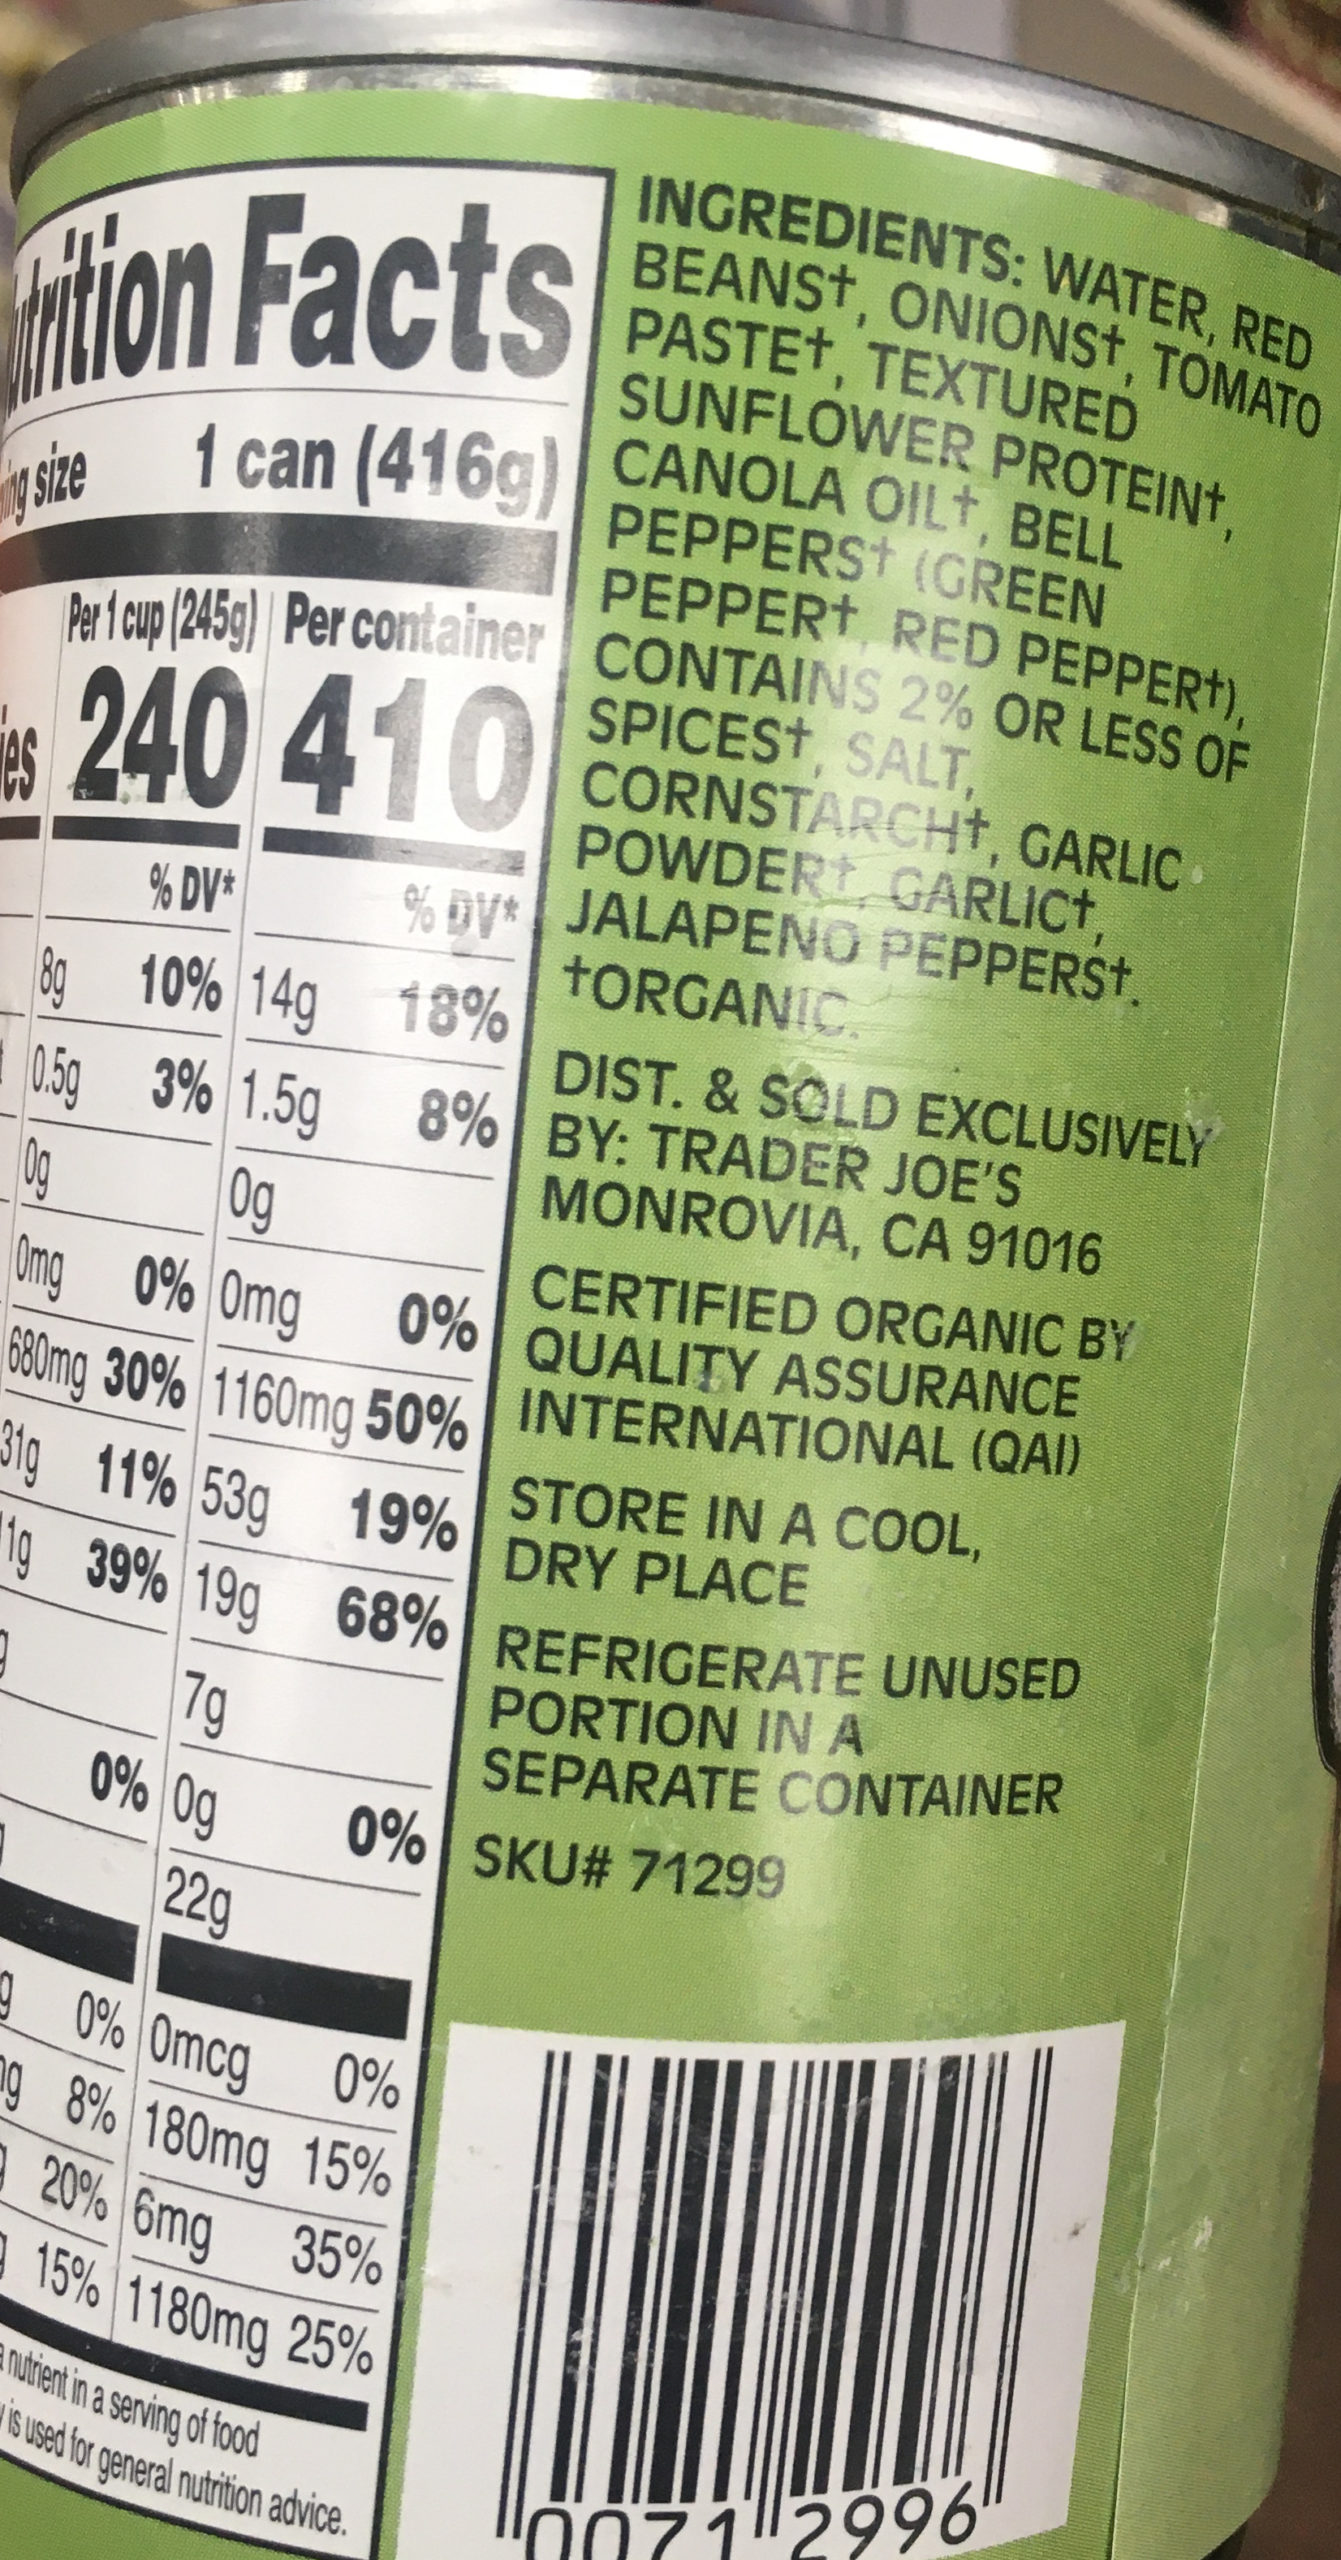 Facts
size 1 can (416g)
Per 1 cup (245g) Per container
240 410
% DV* % DV*
8g 10% 14g 18%
0.5g 3% 1.5g 8%
0g 0g
0mg 0% 0mg 0%
680mg 30% 1160mg 50%
31g 11% 53g 19%
39% 19g 68%
7g
0% 0g 0%
22g
0% 0mcg 0%
8% 180mg 15%
20% 6mg 35%
15% 1180mg 25%
nutrient in a serving of food
is used for general nutrition advice.
INGREDIENTS: WATER, RED
BEANS†, ONIONS†, TOMATO
PASTE†, TEXTURED
SUNFLOWER PROTEIN†,
CANOLA OIL†, BELL
PEPPERS† (GREEN
PEPPER†, RED PEPPER†),
CONTAINS 2% OR LESS OF
SPICES†, SALT,
CORNSTARCH†, GARLIC
POWDER†, GARLIC†,
JALAPENO PEPPERS†.
†ORGANIC.
DIST. & SOLD EXCLUSIVELY
BY: TRADER JOE'S
MONROVIA, CA 91016
CERTIFIED ORGANIC BY
QUALITY ASSURANCE
INTERNATIONAL (QAI)
STORE IN A COOL,
DRY PLACE
REFRIGERATE UNUSED
PORTION IN A
SEPARATE CONTAINER
SKU# 71299
0071 2996